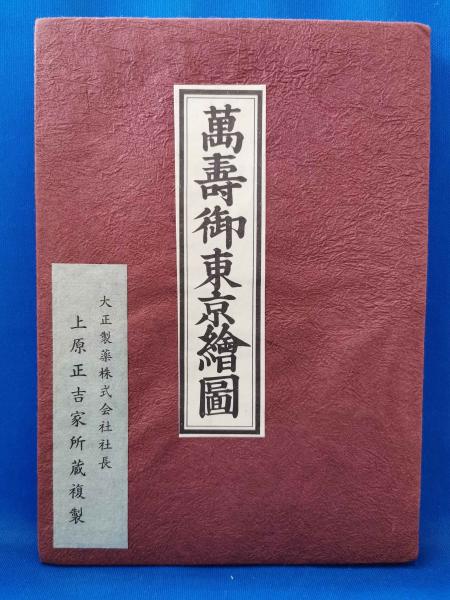 萬壽御東京繪圖
大正製薬株式会社社長
上原正吉家所蔵複製